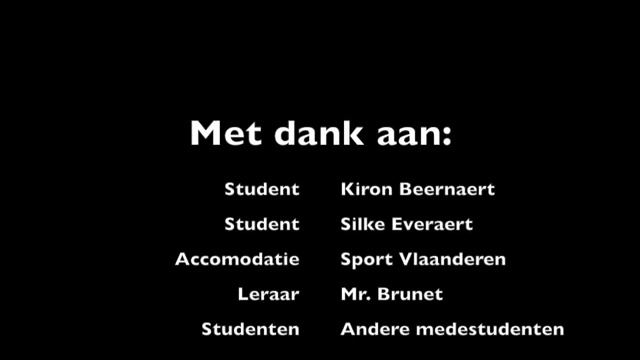 Met dank aan:
Student Kiron Beernaert
Student Silke Everaert
Accomodatie Sport Vlaanderen
Leraar Mr. Brunet
Studenten Andere medestudenten